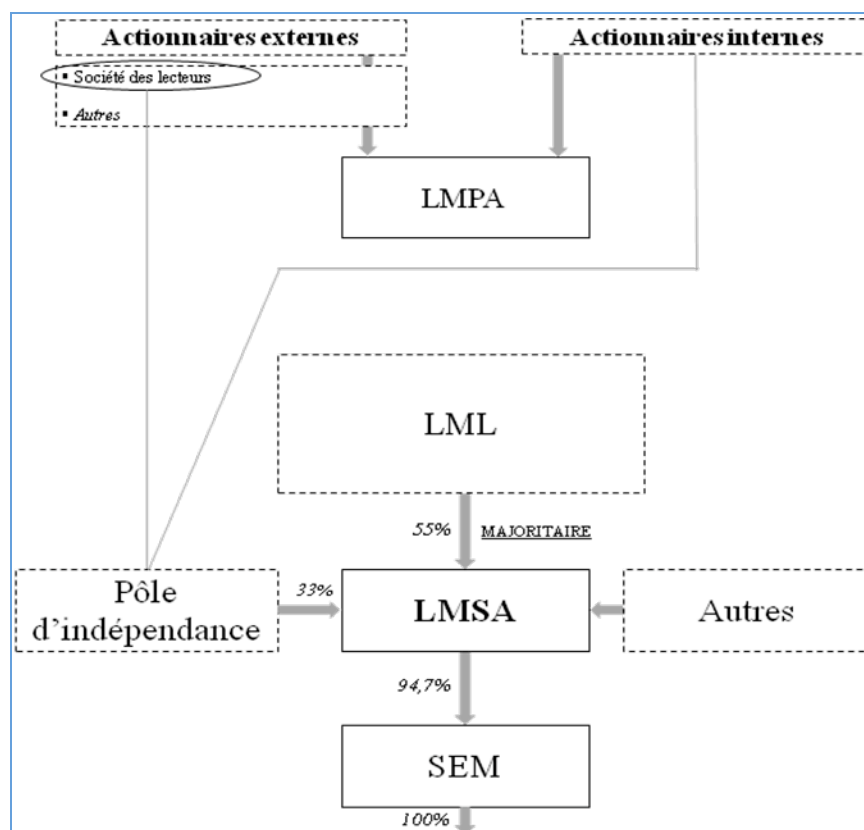 Actionnaires externes
Actionnaires internes
▪ Société des lecteurs
▪ Autres
LMPA
LML
55% MAJORITAIRE
Pôle
d'indépendance
33%
LMSA
Autres
94,7%
SEM
100%